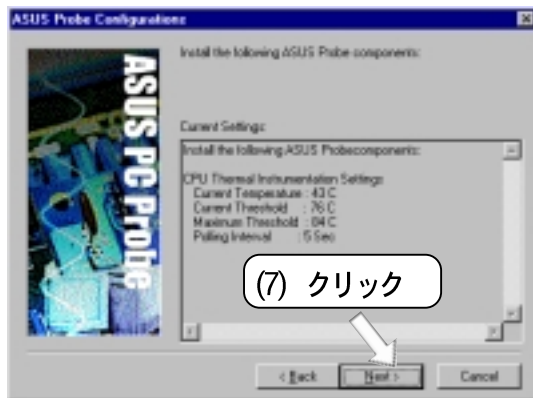 ASUS Probe Configurations
ASUS PC Probe
Install the following ASUS Probe components:
Current Settings:
Install the following ASUS Probecomponents:
CPU Thermal Instrumentation Settings
Current Temperature : 43 C
Current Threshold : 76 C
Maximum Threshold : 84 C
Polling Interval : 5 Sec
(7) クリック
< Back
Next >
Cancel